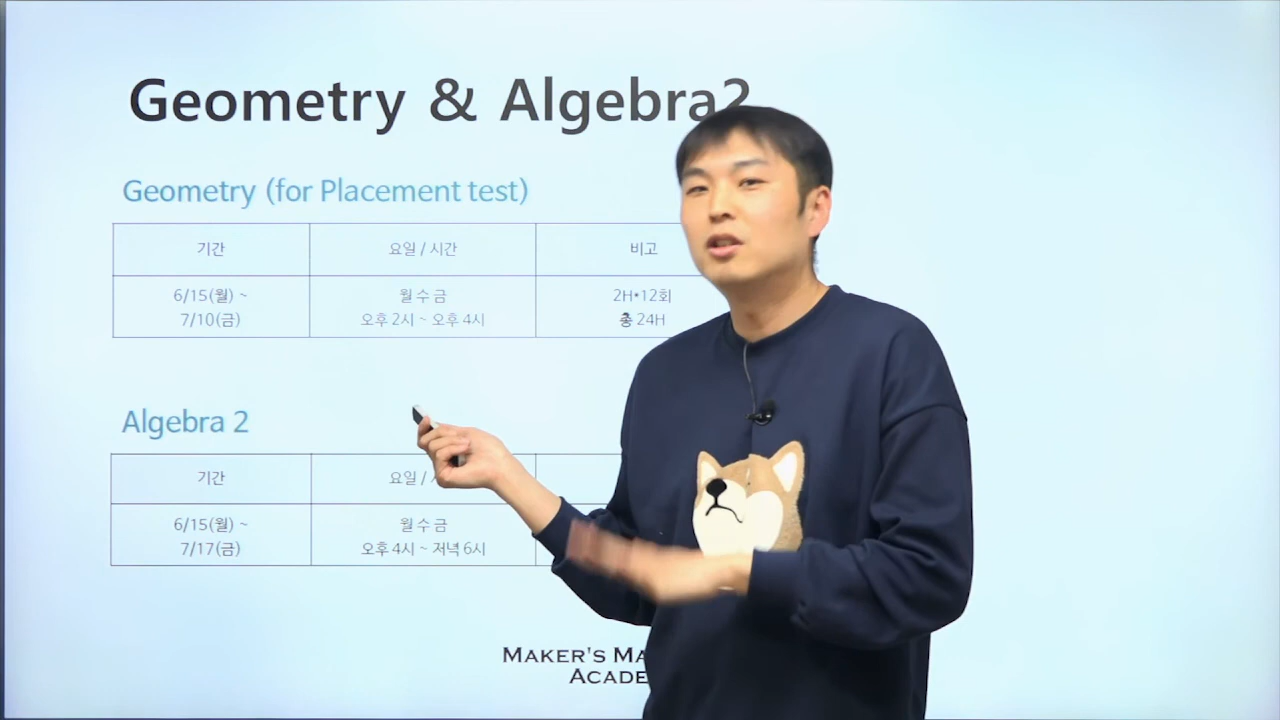 Geometry & Algebra2
Geometry (for Placement test)
기간 요일 / 시간 비고
6/15(월) ~ 월 수 금 2H*12회
7/10(금) 오후 2시 ~ 오후 4시 총 24H
Algebra 2
기간 요일 /
6/15(월) ~ 월 수 금
7/17(금) 오후 4시 ~ 저녁 6시
MAKER'S